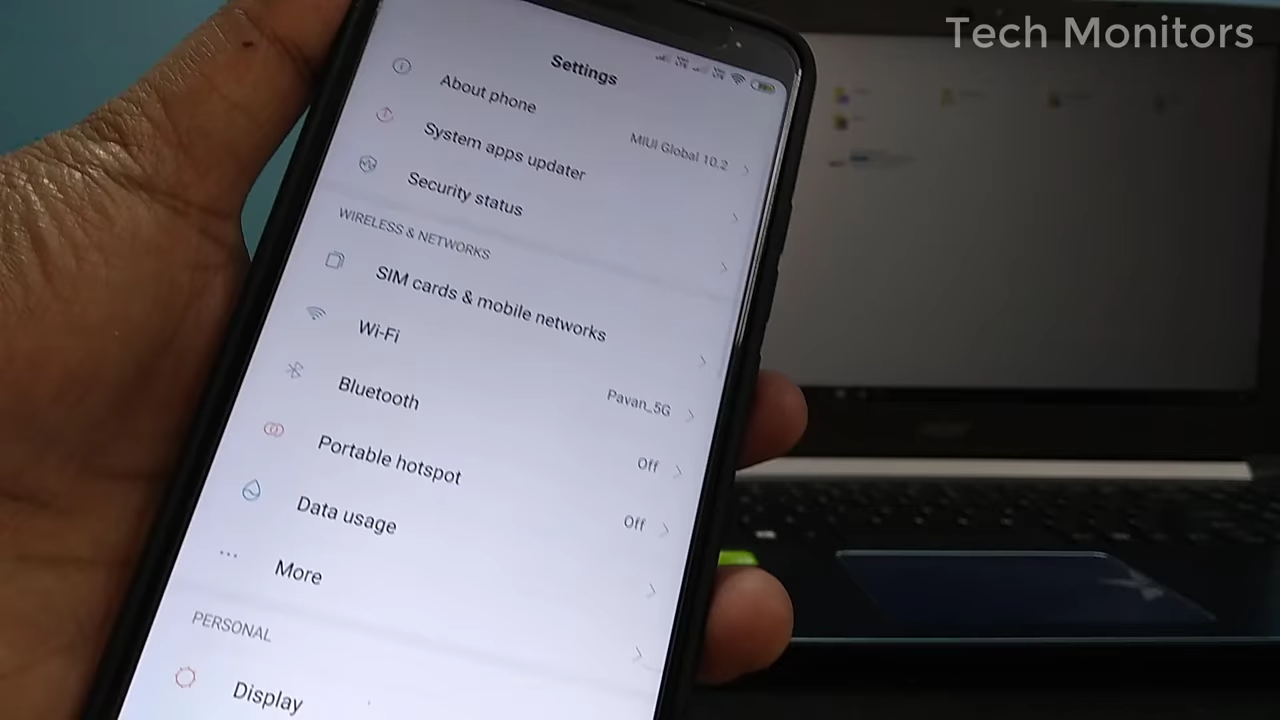 Tech Monitors
Settings
About phone
MIUI Global 10.2
System apps updater
Security status
WIRELESS & NETWORKS
SIM cards & mobile networks
Wi-Fi
Pavan_5G
Bluetooth
Off
Portable hotspot
Off
Data usage
More
PERSONAL
Display